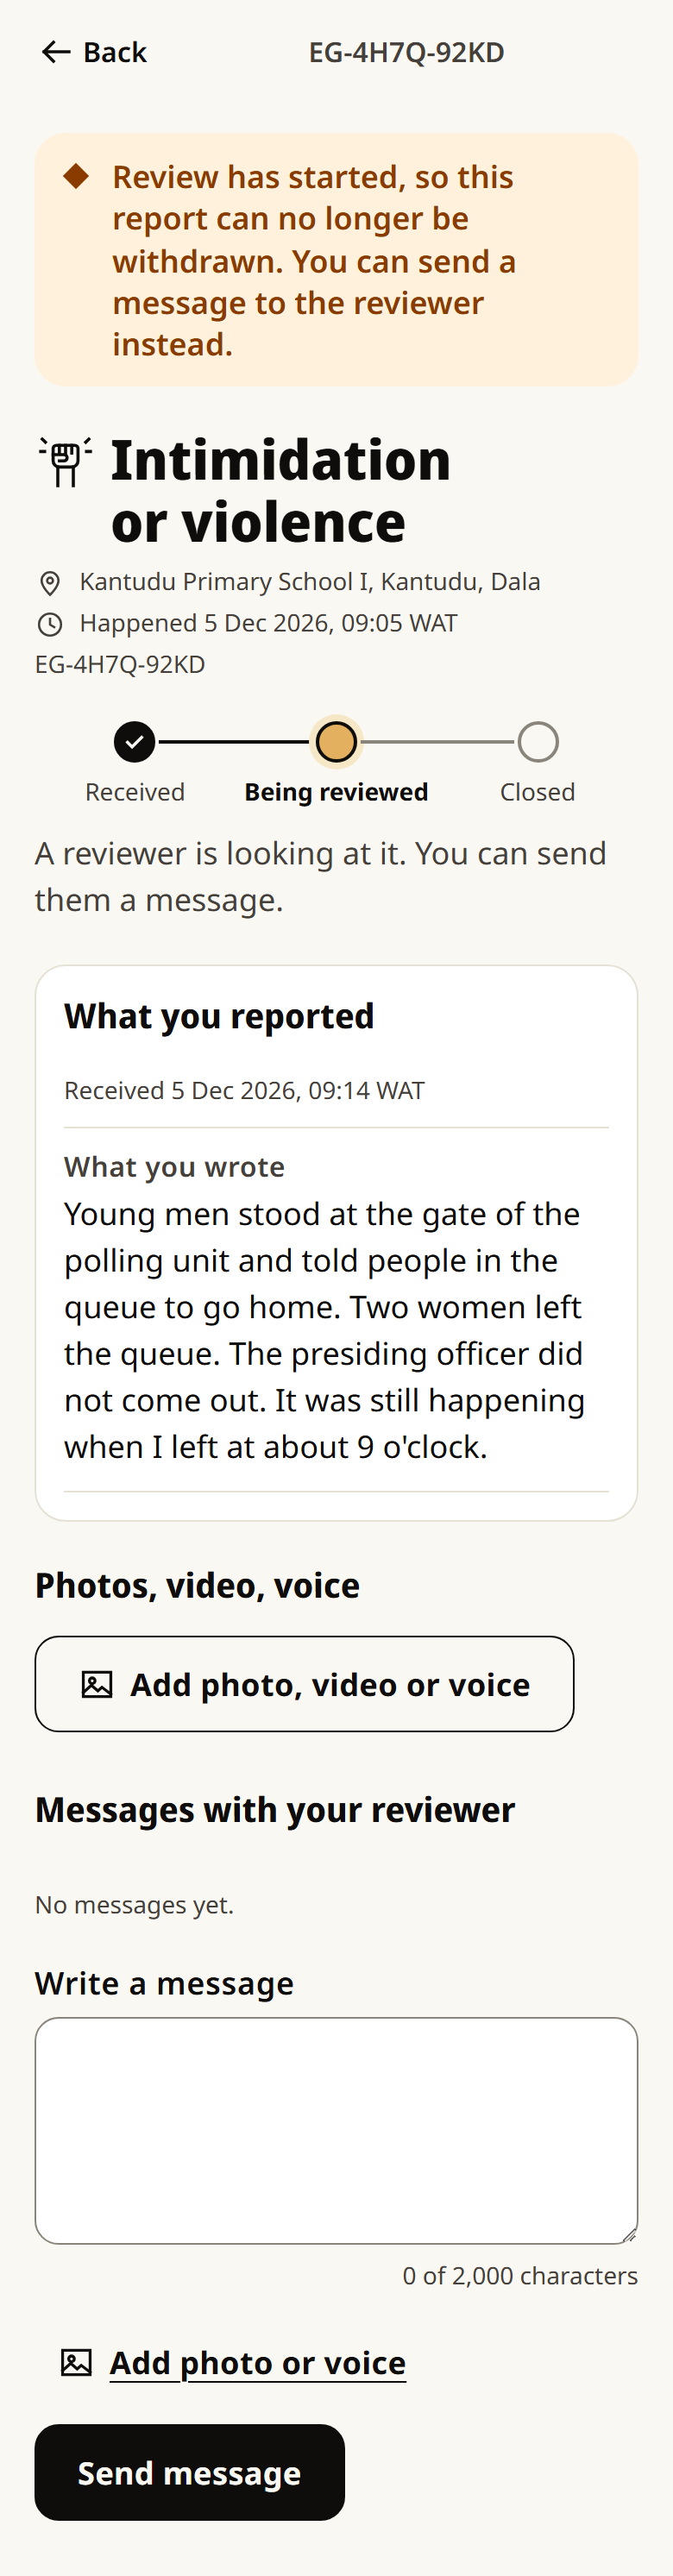 Back
EG-4H7Q-92KD
Review has started, so this
report can no longer be
withdrawn. You can send a
message to the reviewer
instead.
Intimidation
or violence
Kantudu Primary School I, Kantudu, Dala
Happened 5 Dec 2026, 09:05 WAT
EG-4H7Q-92KD
Received
Being reviewed
Closed
A reviewer is looking at it. You can send
them a message.
What you reported
Received 5 Dec 2026, 09:14 WAT
What you wrote
Young men stood at the gate of the
polling unit and told people in the
queue to go home. Two women left
the queue. The presiding officer did
not come out. It was still happening
when I left at about 9 o'clock.
Photos, video, voice
Add photo, video or voice
Messages with your reviewer
No messages yet.
Write a message
0 of 2,000 characters
Add photo or voice
Send message